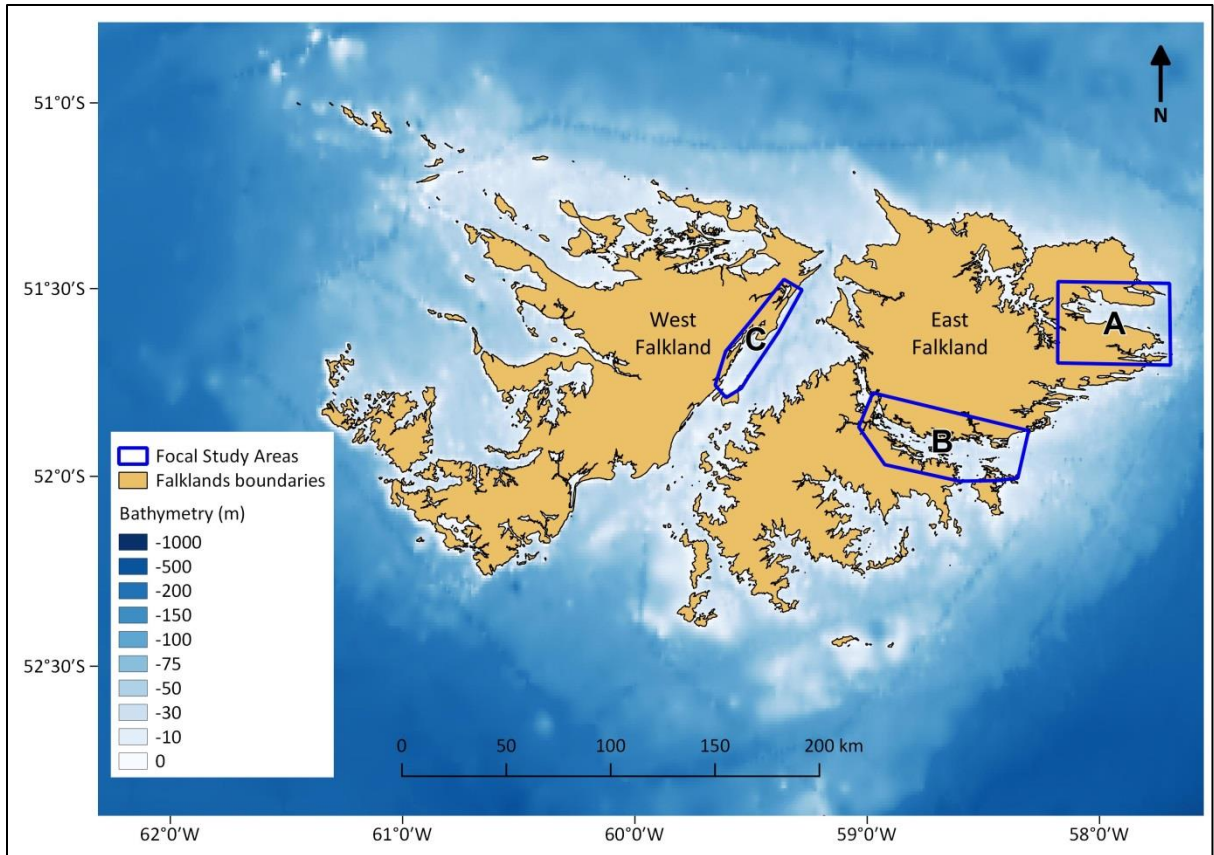 51°0'S
51°30'S
52°0'S
52°30'S
N
West
Falkland
East
Falkland
A
B
C
Focal Study Areas
Falklands boundaries
Bathymetry (m)
-1000
-500
-200
-150
-100
-75
-50
-30
-10
0
0 50 100 150 200 km
62°0'W 61°0'W 60°0'W 59°0'W 58°0'W